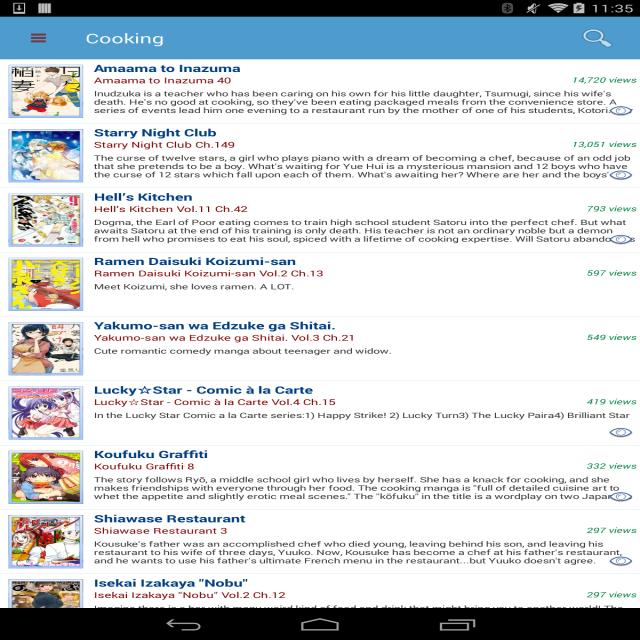 11:35
Cooking
Amaama to Inazuma
Amaama to Inazuma 40
14,720 views
Inudzuka is a teacher who has been caring on his own for his little daughter, Tsumugi, since his wife's
death. He's no good at cooking, so they've been eating packaged meals from the convenience store. A
series of events lead him one evening to a restaurant run by the mother of one of his students, Kotori.
Starry Night Club
Starry Night Club Ch.149
13,051 views
The curse of twelve stars, a girl who plays piano with a dream of becoming a chef, because of an odd job
that she pretends to be a boy. What's waiting for Yue Hui is a mysterious mansion and 12 boys who have
the curse of 12 stars which fall upon each of them. What's awaiting her? Where are her and the boys'
Hell's Kitchen
Hell's Kitchen Vol.11 Ch.42
793 views
Dogma, the Earl of Poor eating comes to train high school student Satoru into the perfect chef. But what
awaits Satoru at the end of his training is only death. His teacher is not an ordinary noble but a demon
from hell who promises to eat his soul, spiced with a lifetime of cooking expertise. Will Satoru
Ramen Daisuki Koizumi-san
Ramen Daisuki Koizumi-san Vol.2 Ch.13
597 views
Meet Koizumi, she loves ramen. A LOT.
Yakumo-san wa Edzuke ga Shitai.
Yakumo-san wa Edzuke ga Shitai. Vol.3 Ch.21
549 views
Cute romantic comedy manga about teenager and widow.
Lucky☆Star - Comic à la Carte
Lucky☆Star - Comic à la Carte Vol.4 Ch.15
419 views
In the Lucky Star Comic a la Carte series:1) Happy Strike! 2) Lucky Turn3) The Lucky Paira4) Brilliant Star
Koufuku Graffiti
Koufuku Graffiti 8
332 views
The story follows Ryō, a middle school girl who lives by herself. She has a knack for cooking, and she
makes friendships with everyone through her food. The cooking manga is "full of detailed cuisine art to
whet the appetite and slightly erotic meal scenes." The "kōfuku" in the title is a wordplay on two
Shiawase Restaurant
Shiawase Restaurant 3
297 views
Kousuke's father was an accomplished chef who died young, leaving behind his son, and leaving his
restaurant to his wife of three days, Yuuko. Now, Kousuke has become a chef at his father's restaurant,
and he wants to use his father's ultimate French menu in the restaurant...but Yuuko doesn't agree.
Isekai Izakaya "Nobu"
Isekai Izakaya "Nobu" Vol.2 Ch.12
297 views